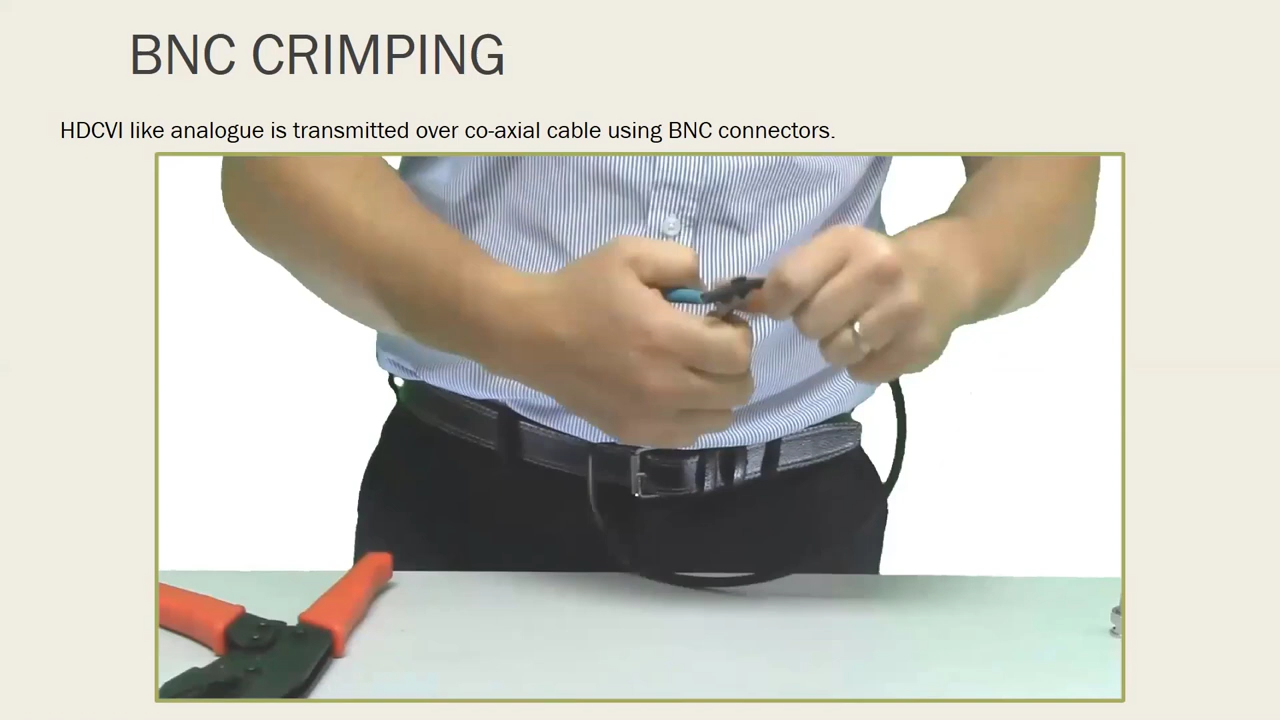 BNC CRIMPING
HDCVI like analogue is transmitted over co-axial cable using BNC connectors.